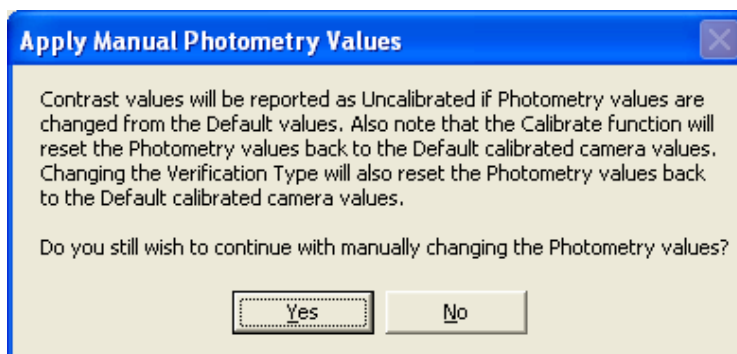 Apply Manual Photometry Values
Contrast values will be reported as Uncalibrated if Photometry values are
changed from the Default values. Also note that the Calibrate function will
reset the Photometry values back to the Default calibrated camera values.
Changing the Verification Type will also reset the Photometry values back
to the Default calibrated camera values.
Do you still wish to continue with manually changing the Photometry values?
Yes No